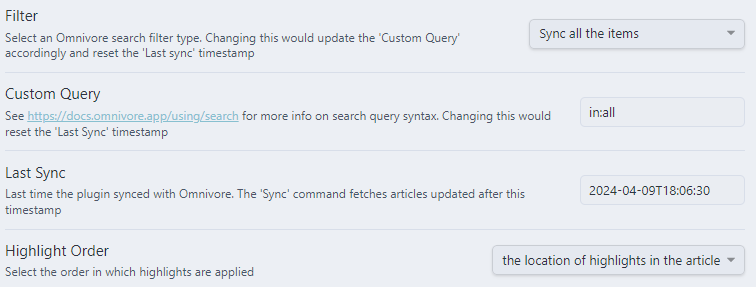 Filter
Select an Omnivore search filter type. Changing this would update the 'Custom Query'
accordingly and reset the 'Last sync' timestamp
Sync all the items
Custom Query
See https://docs.omnivore.app/using/search for more info on search query syntax. Changing this would
reset the 'Last Sync' timestamp
in:all
Last Sync
Last time the plugin synced with Omnivore. The 'Sync' command fetches articles updated after this
timestamp
2024-04-09T18:06:30
Highlight Order
Select the order in which highlights are applied
the location of highlights in the article